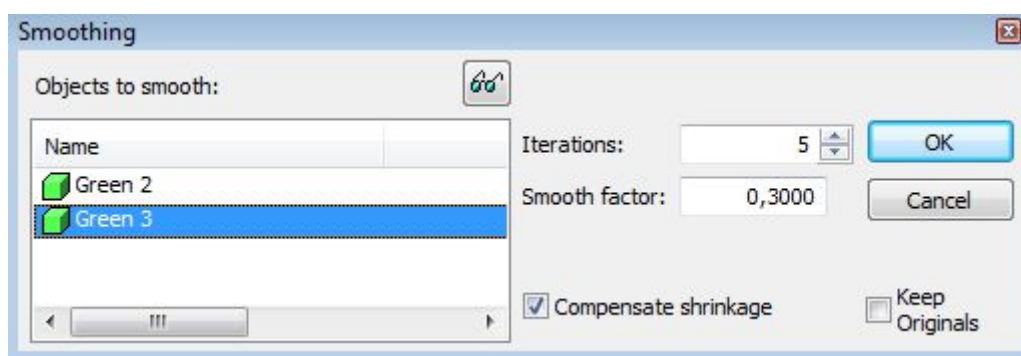 Smoothing
Objects to smooth:
Name
Green 2
Green 3
Iterations: 5
OK
Smooth factor: 0,3000
Cancel
Compensate shrinkage
Keep
Originals